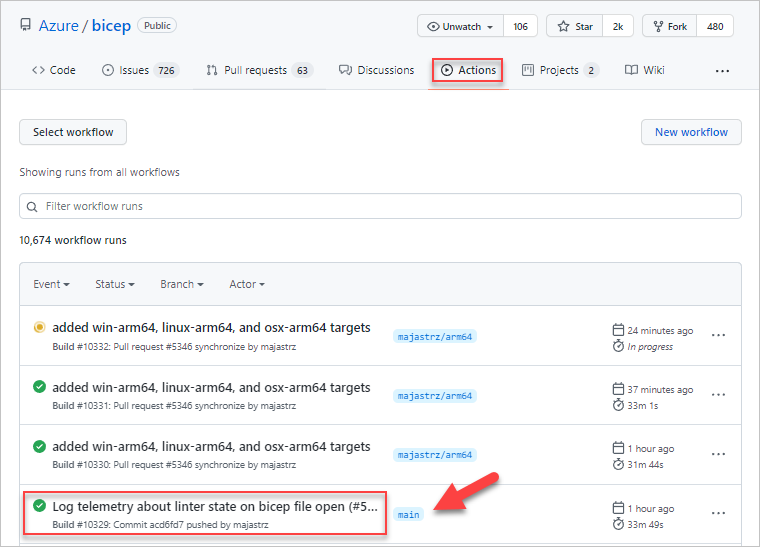 Azure / bicep Public
Unwatch 106 Star 2k Fork 480
Code Issues 726 Pull requests 63 Discussions Actions Projects 2 Wiki ...
Select workflow New workflow
Showing runs from all workflows
Filter workflow runs
10,674 workflow runs
Event Status Branch Actor
added win-arm64, linux-arm64, and osx-arm64 targets
majastrz/arm64
24 minutes ago
Build #10332: Pull request #5346 synchronize by majastrz
In progress
added win-arm64, linux-arm64, and osx-arm64 targets
majastrz/arm64
37 minutes ago
Build #10331: Pull request #5346 synchronize by majastrz
33m 1s
added win-arm64, linux-arm64, and osx-arm64 targets
majastrz/arm64
1 hour ago
Build #10330: Pull request #5346 synchronize by majastrz
31m 44s
Log telemetry about linter state on bicep file open (#5...
main
1 hour ago
Build #10329: Commit acd6fd7 pushed by majastrz
33m 49s